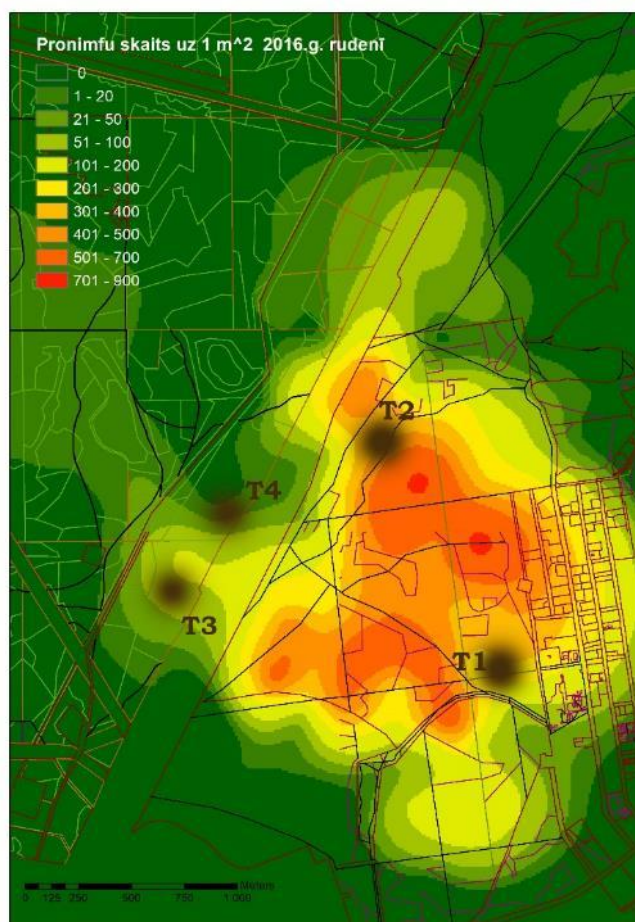 Pronimfu skaits uz 1 m^2 2016.g. rudenī
0
1 - 20
21 - 50
51 - 100
101 - 200
201 - 300
301 - 400
401 - 500
501 - 700
701 - 900
T2
T4
T3
T1
Meters
0 125 250 500 750 1 000